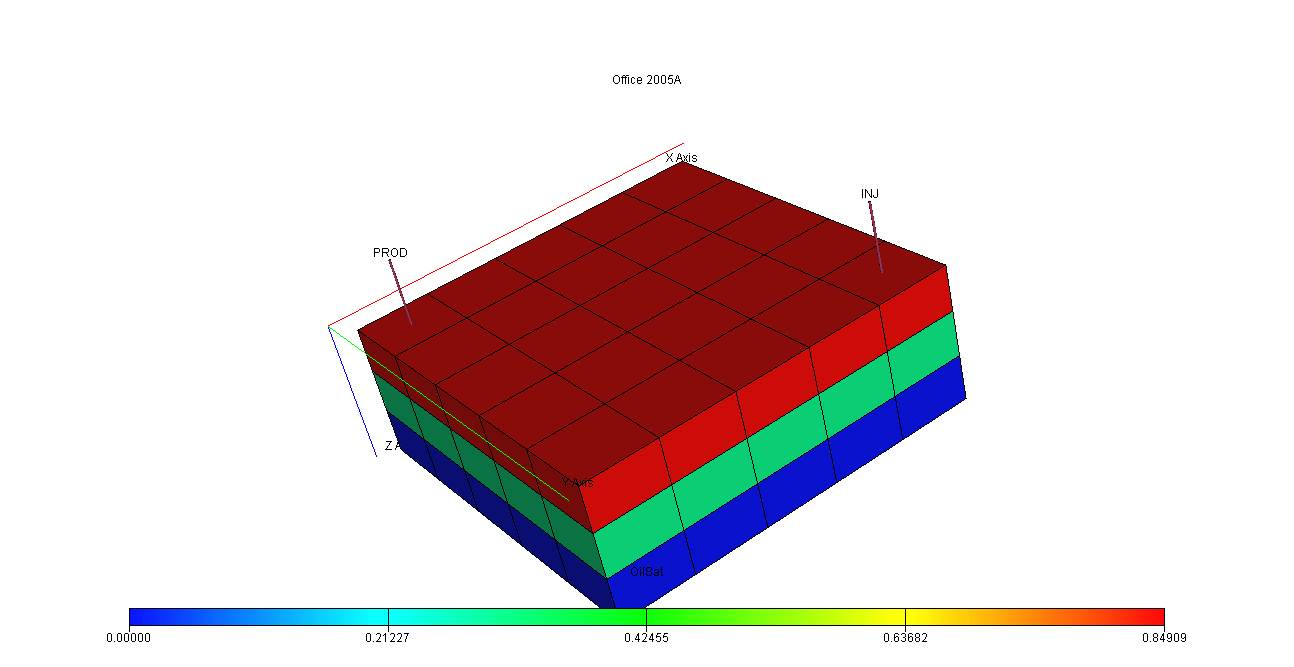 Office 2005A
X Axis
INJ
PROD
Z A
Y Axis
OilSat
0.00000 0.21227 0.42455 0.63682 0.84909